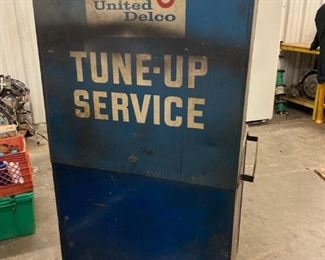 United
Delco
TUNE-UP
SERVICE